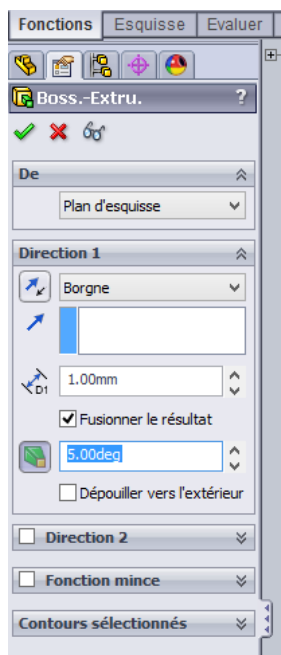 Fonctions Esquisse Evaluer
Boss.-Extru. ?
De
Plan d'esquisse
Direction 1
Borgne
D1 1.00mm
Fusionner le résultat
5.00deg
Dépouiller vers l'extérieur
Direction 2
Fonction mince
Contours sélectionnés